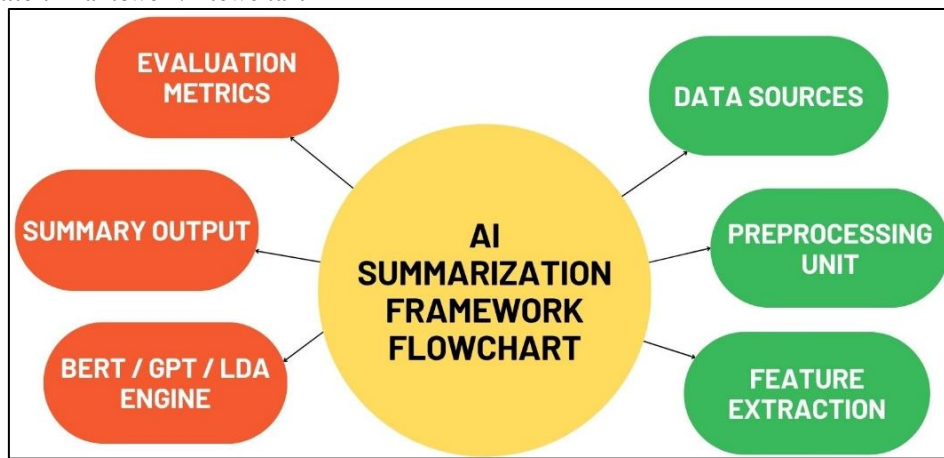 EVALUATION
METRICS
DATA SOURCES
SUMMARY OUTPUT
AI
SUMMARIZATION
FRAMEWORK
FLOWCHART
PREPROCESSING
UNIT
BERT / GPT / LDA
ENGINE
FEATURE
EXTRACTION